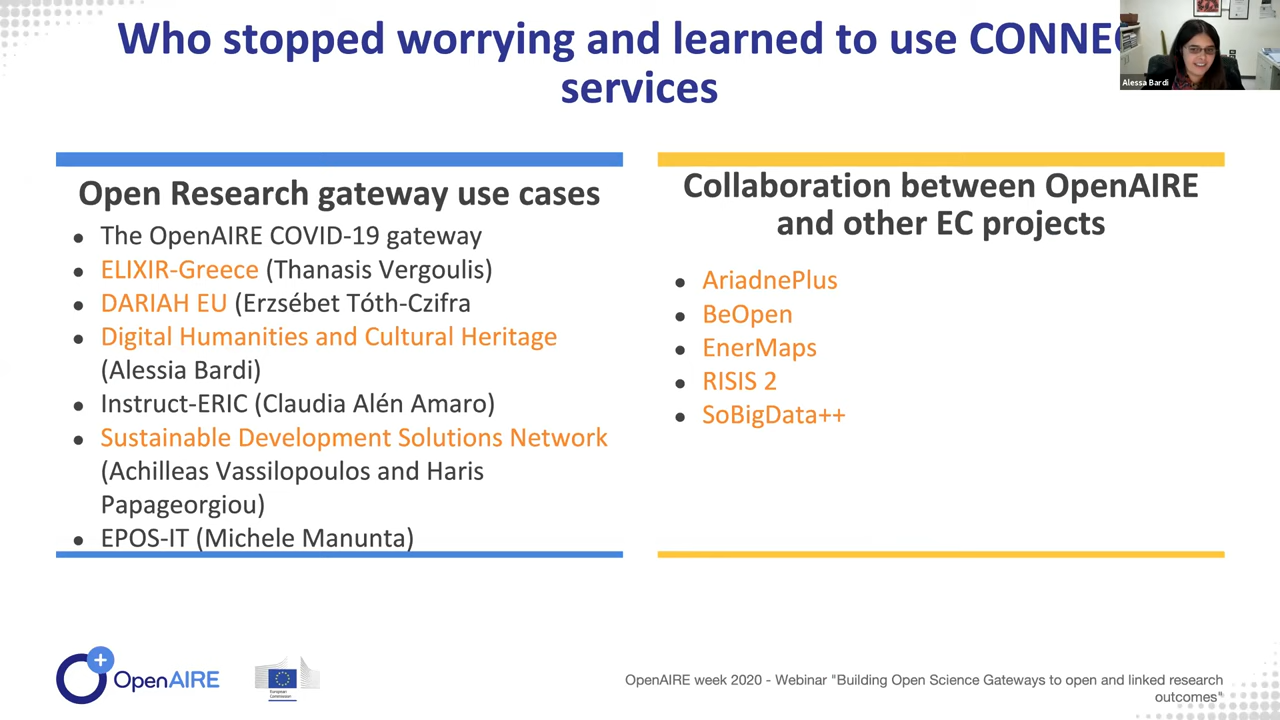 Who stopped worrying and learned to use CONNEC
services
Alessa Bardi
Open Research gateway use cases
• The OpenAIRE COVID-19 gateway
• ELIXIR-Greece (Thanasis Vergoulis)
• DARIAH EU (Erzsébet Tóth-Czifra
• Digital Humanities and Cultural Heritage
(Alessia Bardi)
• Instruct-ERIC (Claudia Alén Amaro)
• Sustainable Development Solutions Network
(Achilleas Vassilopoulos and Haris
Papageorgiou)
• EPOS-IT (Michele Manunta)
Collaboration between OpenAIRE
and other EC projects
• AriadnePlus
• BeOpen
• EnerMaps
• RISIS 2
• SoBigData++
OpenAIRE
European
Commission
OpenAIRE week 2020 - Webinar "Building Open Science Gateways to open and linked research
outcomes"